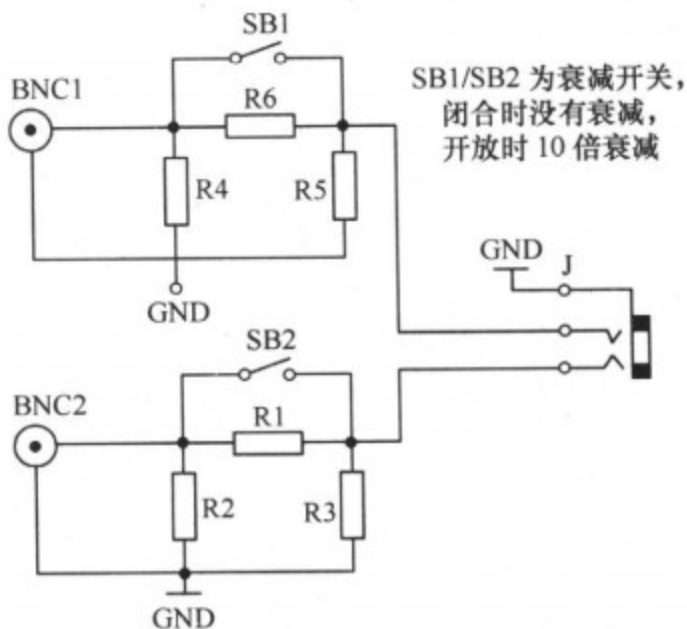 SB1
BNC1
R6
R4
R5
GND
SB1/SB2 为衰减开关，
闭合时没有衰减，
开放时 10 倍衰减
GND
J
SB2
BNC2
R1
R2
R3
GND